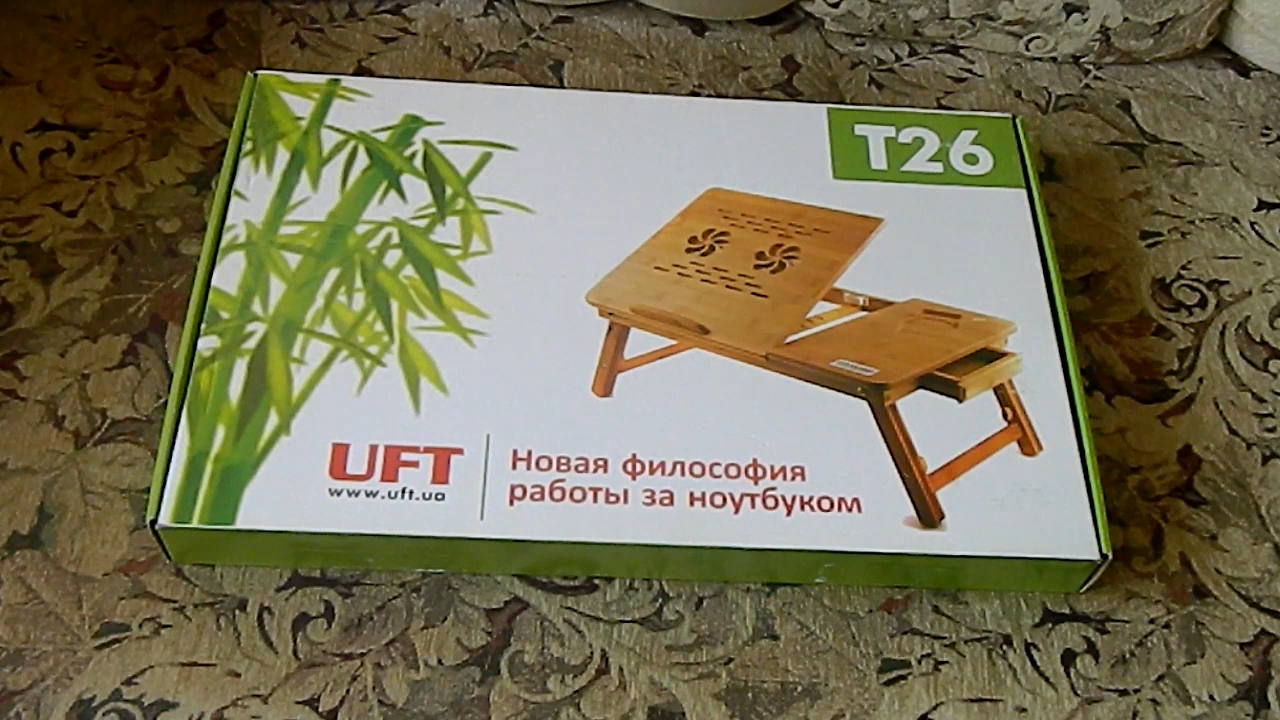 T26
UFT
www.uft.ua
Новая философия
работы за ноутбуком